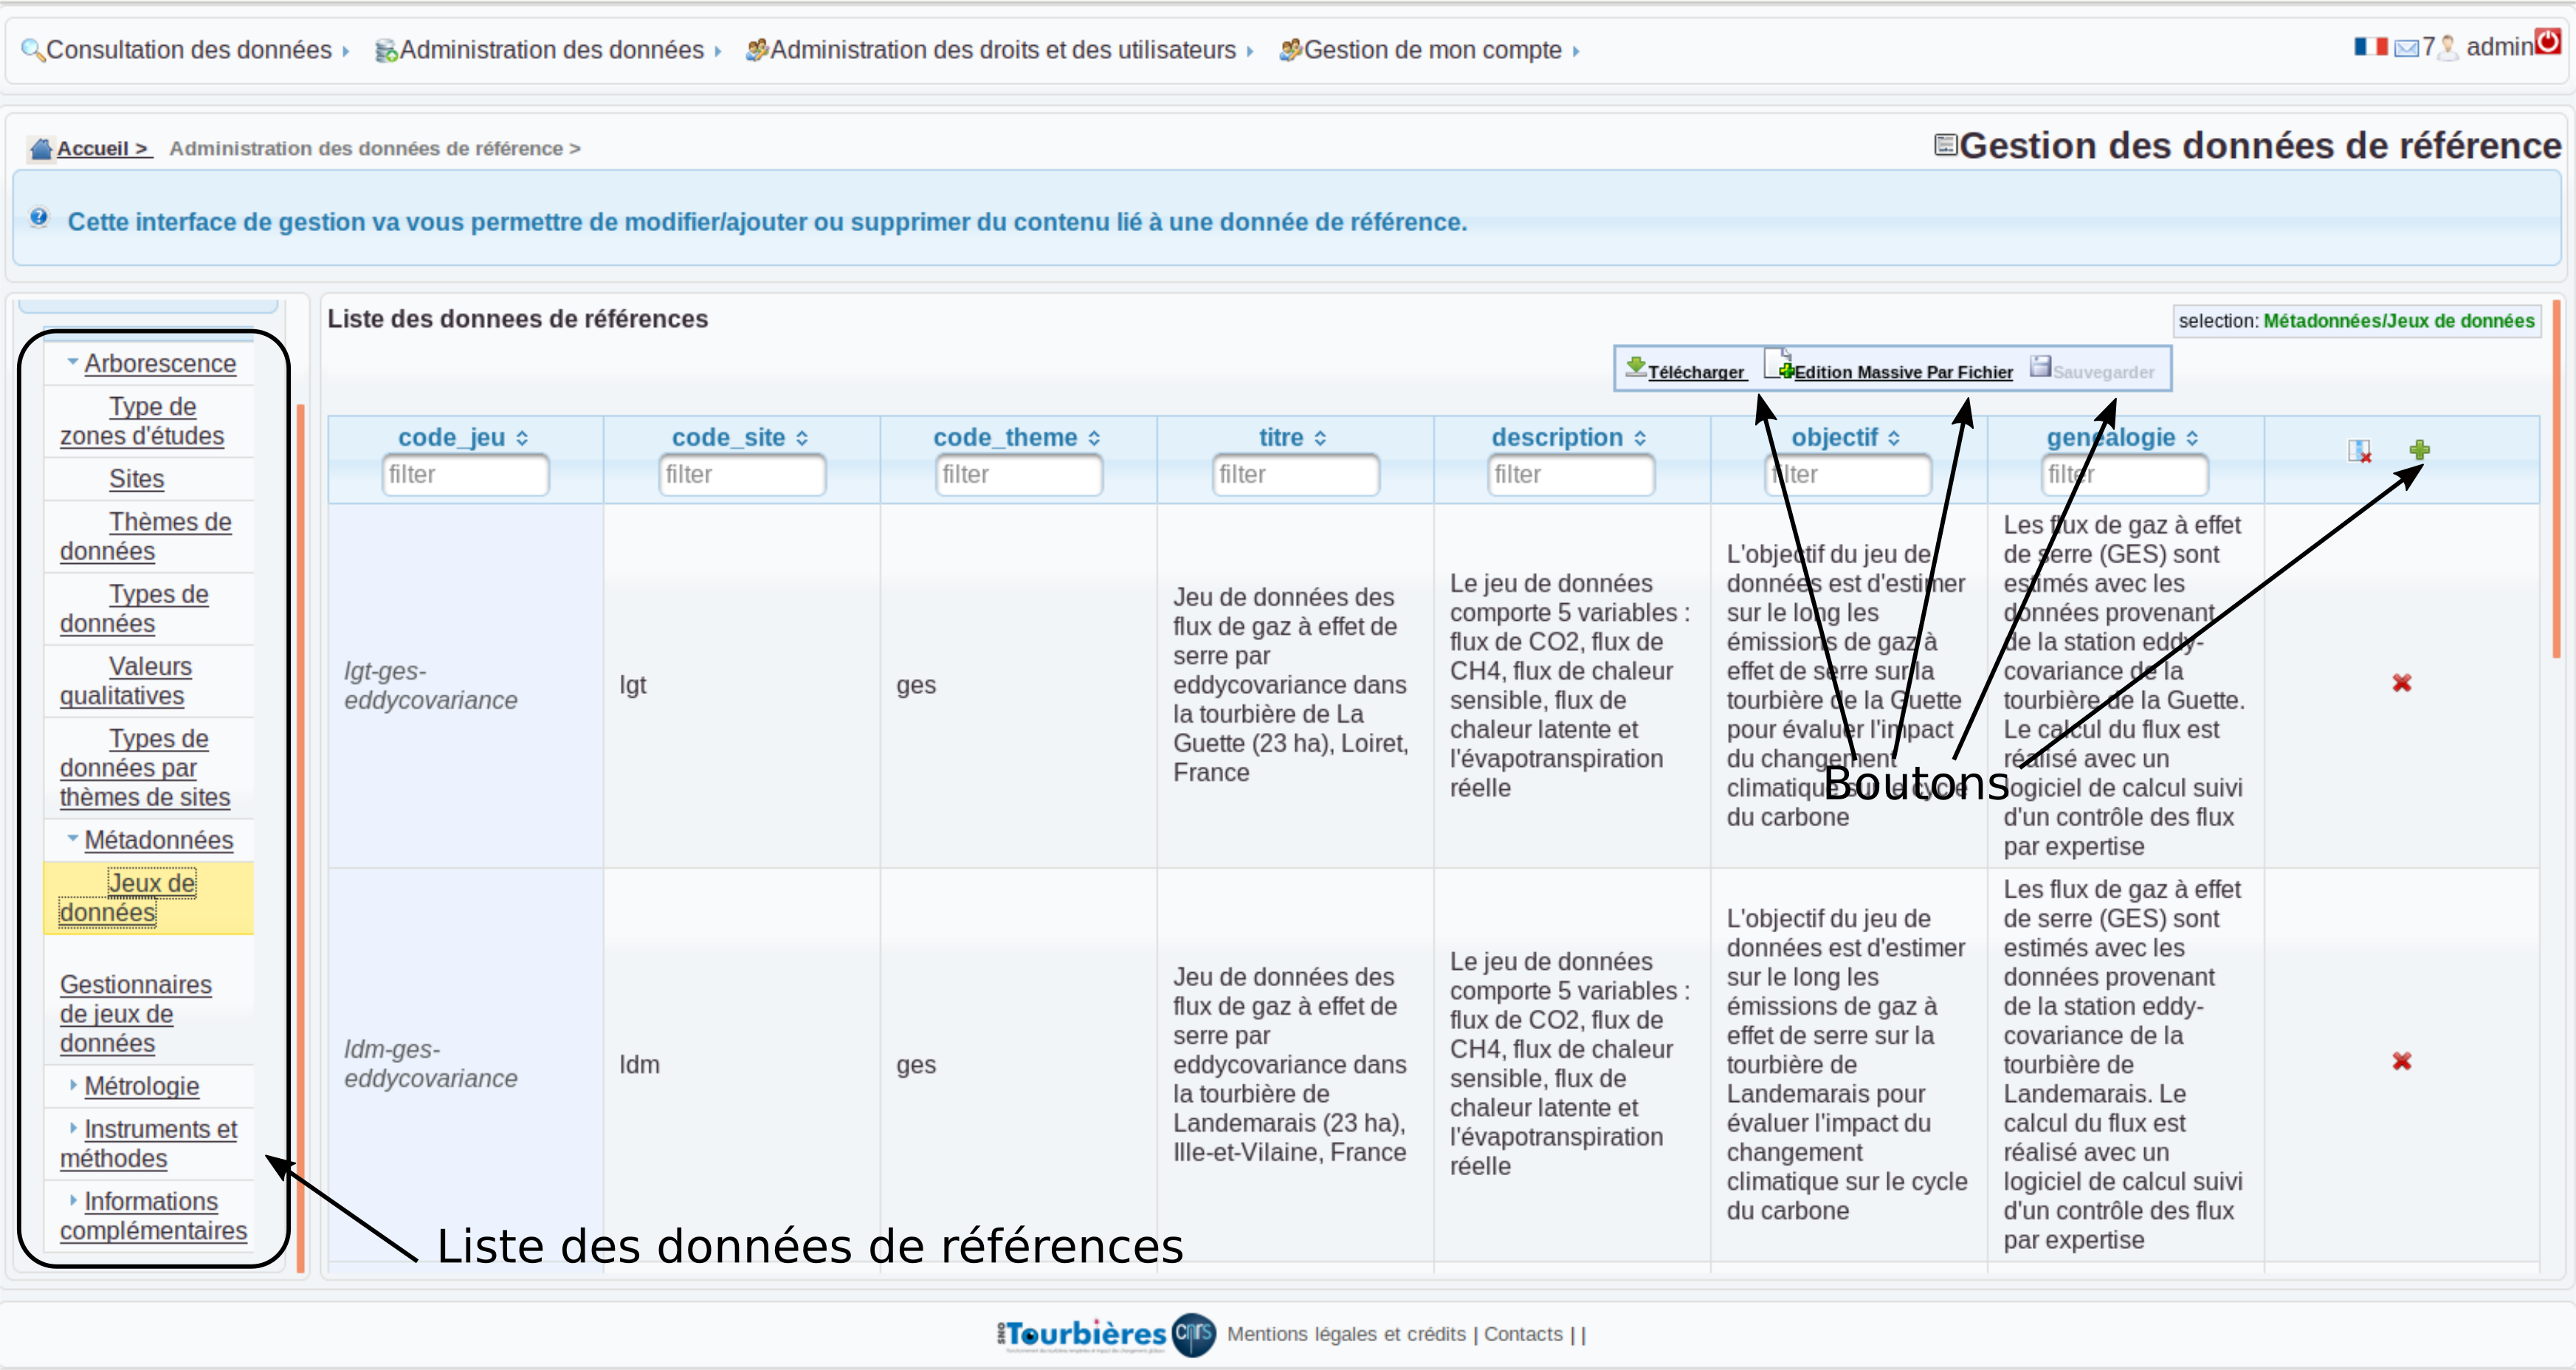 Consultation des données
Administration des données
Administration des droits et des utilisateurs
Gestion de mon compte
7 admin
Accueil >
Administration des données de référence >
Gestion des données de référence
Cette interface de gestion va vous permettre de modifier/ajouter ou supprimer du contenu lié à une donnée de référence.
Arborescence
Type de
zones d'études
Sites
Thèmes de
données
Types de
données
Valeurs
qualitatives
Types de
données par
thèmes de sites
Métadonnées
Jeux de
données
Gestionnaires
de jeux de
données
Métrologie
Instruments et
méthodes
Informations
complémentaires
Liste des données de références
Liste des donnees de références
selection: Métadonnées/Jeux de données
Télécharger
Edition Massive Par Fichier
Sauvegarder
code_jeu
filter
code_site
filter
code_theme
filter
titre
filter
description
filter
objectif
filter
genealogie
filter
lgt-ges-
eddycovariance
lgt
ges
Jeu de données des
flux de gaz à effet de
serre par
eddycovariance dans
la tourbière de La
Guette (23 ha), Loiret,
France
Le jeu de données
comporte 5 variables :
flux de CO2, flux de
CH4, flux de chaleur
sensible, flux de
chaleur latente et
l'évapotranspiration
réelle
L'objectif du jeu de
données est d'estimer
sur le long les
émissions de gaz à
effet de serre sur la
tourbière de la Guette
pour évaluer l'impact
du changement
climatique sur le cycle
du carbone
Les flux de gaz à effet
de serre (GES) sont
estimés avec les
données provenant
de la station eddy-
covariance de la
tourbière de la Guette.
Le calcul du flux est
réalisé avec un
logiciel de calcul suivi
d'un contrôle des flux
par expertise
Boutons
ldm-ges-
eddycovariance
ldm
ges
Jeu de données des
flux de gaz à effet de
serre par
eddycovariance dans
la tourbière de
Landemarais (23 ha),
Ille-et-Vilaine, France
Le jeu de données
comporte 5 variables :
flux de CO2, flux de
CH4, flux de chaleur
sensible, flux de
chaleur latente et
l'évapotranspiration
réelle
L'objectif du jeu de
données est d'estimer
sur le long les
émissions de gaz à
effet de serre sur la
tourbière de
Landemarais pour
évaluer l'impact du
changement
climatique sur le cycle
du carbone
Les flux de gaz à effet
de serre (GES) sont
estimés avec les
données provenant
de la station eddy-
covariance de la
tourbière de
Landemarais. Le
calcul du flux est
réalisé avec un
logiciel de calcul suivi
d'un contrôle des flux
par expertise
SNO Tourbières
cnrs
Mentions légales et crédits | Contacts | |